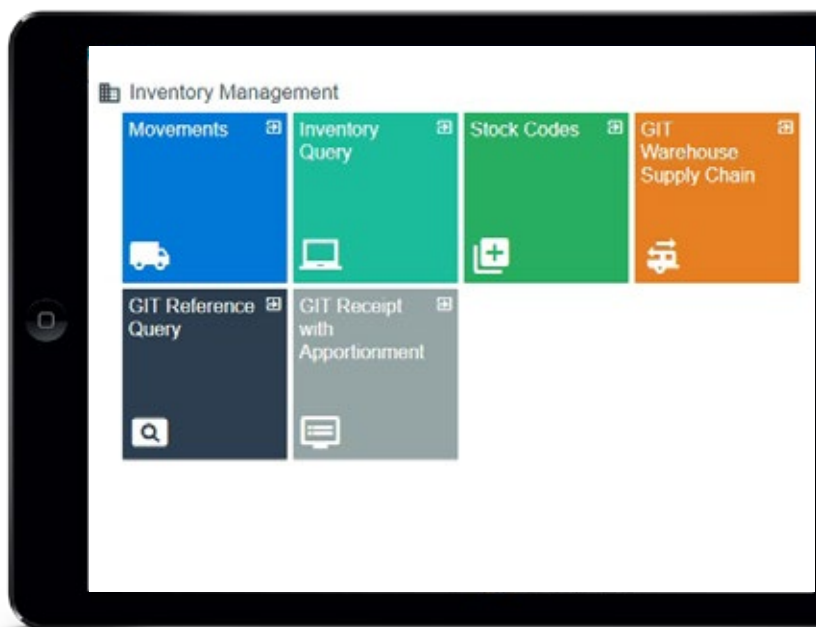 Inventory Management
Movements
Inventory
Query
Stock Codes
GIT
Warehouse
Supply Chain
GIT Reference
Query
GIT Receipt
with
Apportionment